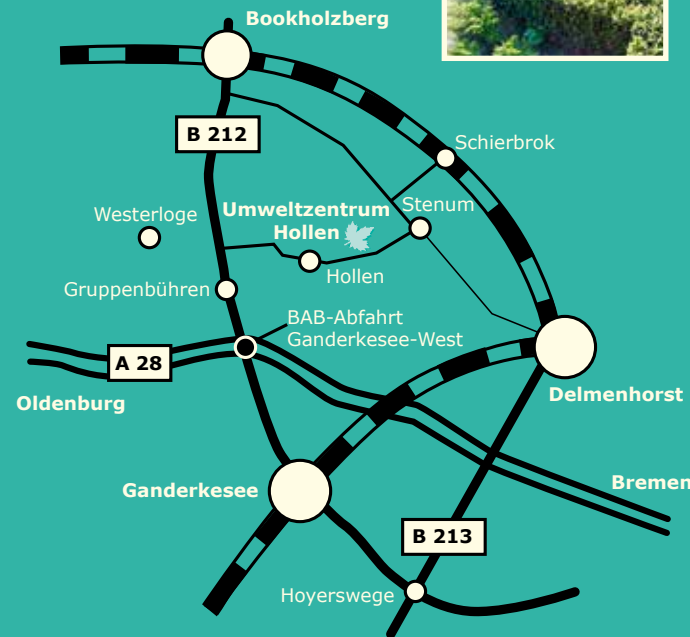 Bookholzberg
B 212
Schierbrok
Westerloge
Umweltzentrum
Hollen
Stenum
Hollen
Gruppenbühren
BAB-Abfahrt
Ganderkesee-West
A 28
Oldenburg
Delmenhorst
Ganderkesee
Bremen
B 213
Hoyerswege